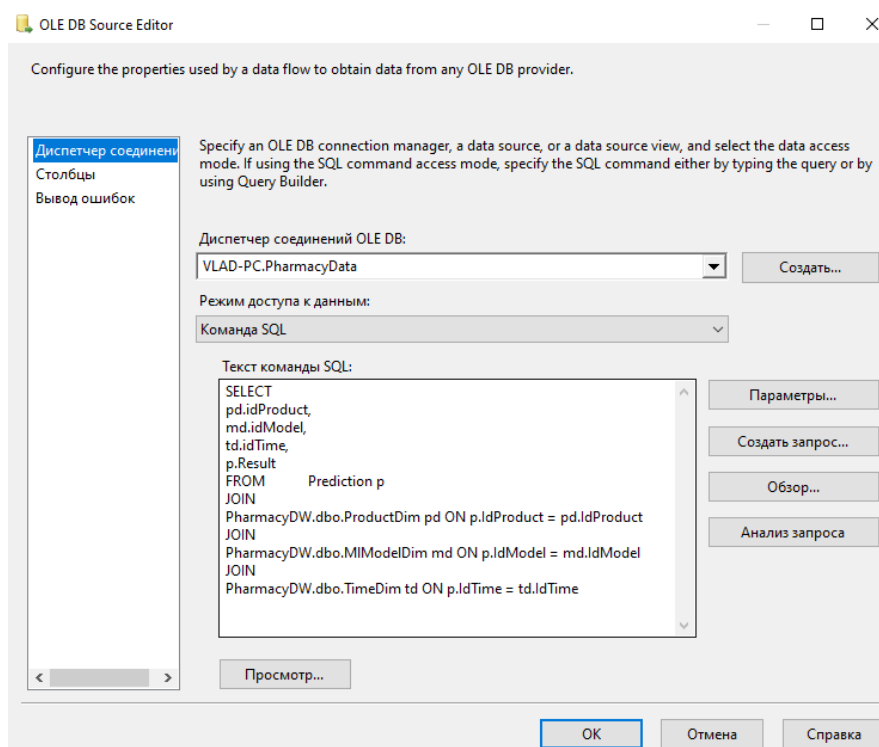 OLE DB Source Editor
Configure the properties used by a data flow to obtain data from any OLE DB provider.
Диспетчер соединени
Столбцы
Вывод ошибок
Specify an OLE DB connection manager, a data source, or a data source view, and select the data access
mode. If using the SQL command access mode, specify the SQL command either by typing the query or by
using Query Builder.
Диспетчер соединений OLE DB:
VLAD-PC.PharmacyData
Создать...
Режим доступа к данным:
Команда SQL
Текст команды SQL:
SELECT
pd.idProduct,
md.idModel,
td.idTime,
p.Result
FROM Prediction p
JOIN
PharmacyDW.dbo.ProductDim pd ON p.IdProduct = pd.IdProduct
JOIN
PharmacyDW.dbo.MlModelDim md ON p.IdModel = md.IdModel
JOIN
PharmacyDW.dbo.TimeDim td ON p.IdTime = td.IdTime
Параметры...
Создать запрос...
Обзор...
Анализ запроса
Просмотр...
OK
Отмена
Справка